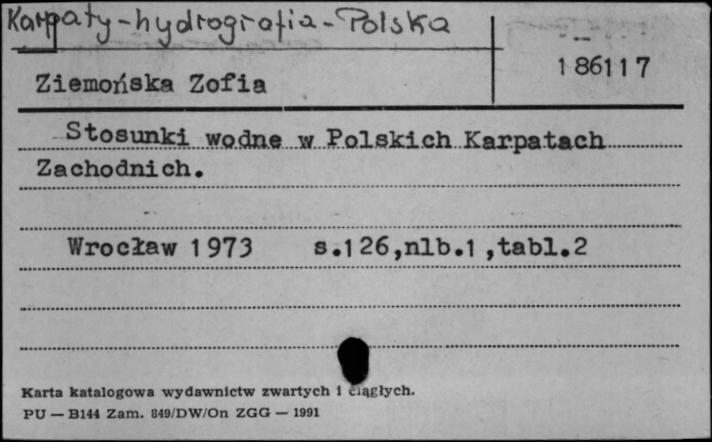 Karpaty-hydrografia-Polska
186117
Ziemońska Zofia
Stosunki wodne w Polskich Karpatach
Zachodnich.
Wrocław 1973 s.126,nlb.1,tabl.2
Karta katalogowa wydawnictw zwartych i ciągłych.
PU — B144 Zam. 849/DW/On ZGG — 1991